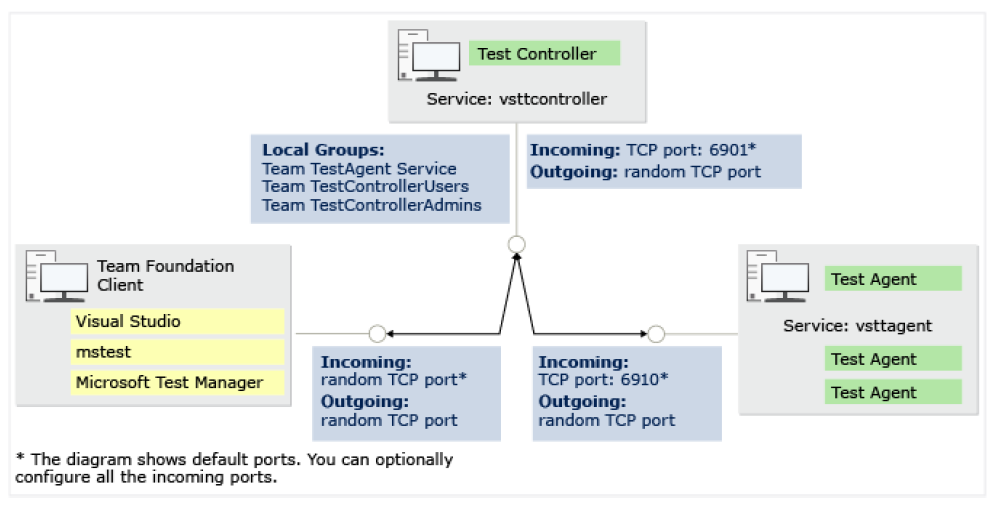 Test Controller
Service: vsttcontroller
Local Groups:
Team TestAgent Service
Team TestControllerUsers
Team TestControllerAdmins
Incoming: TCP port: 6901*
Outgoing: random TCP port
Team Foundation
Client
Visual Studio
mstest
Microsoft Test Manager
Test Agent
Service: vsttagent
Test Agent
Test Agent
Incoming:
random TCP port*
Outgoing:
random TCP port
Incoming:
TCP port: 6910*
Outgoing:
random TCP port
* The diagram shows default ports. You can optionally
configure all the incoming ports.